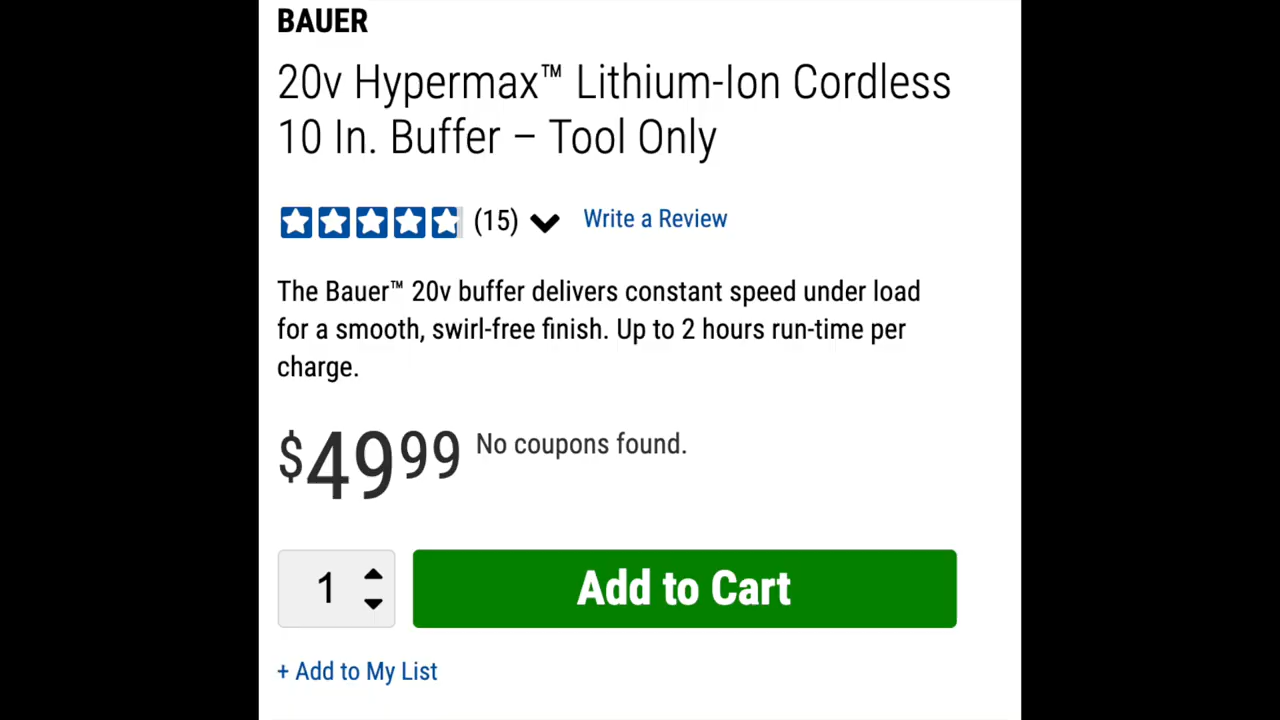 BAUER
20v Hypermax™ Lithium-Ion Cordless
10 In. Buffer – Tool Only
(15) Write a Review
The Bauer™ 20v buffer delivers constant speed under load
for a smooth, swirl-free finish. Up to 2 hours run-time per
charge.
$49 99 No coupons found.
1 Add to Cart
+ Add to My List